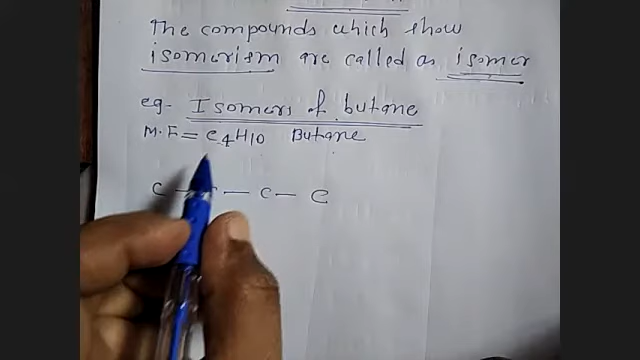 The compounds which show
isomerism are called as isomer
eg- Isomers of butane
M.F = C4H10 Butane
C - C - C - C